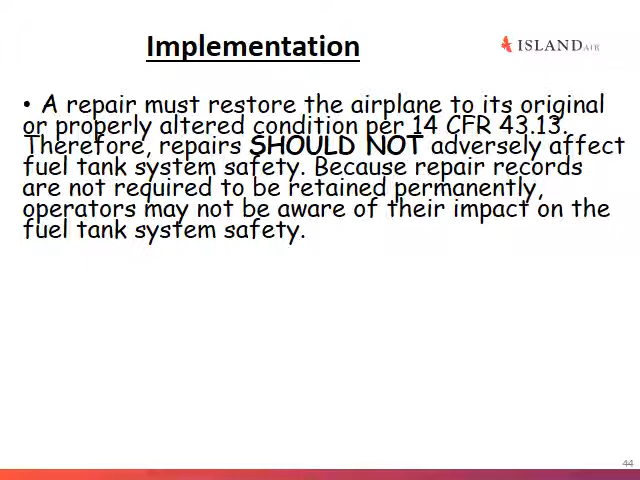 Implementation
ISLAND AIR
• A repair must restore the airplane to its original
or properly altered condition per 14 CFR 43.13.
Therefore, repairs SHOULD NOT adversely affect
fuel tank system safety. Because repair records
are not required to be retained permanently,
operators may not be aware of their impact on the
fuel tank system safety.
44